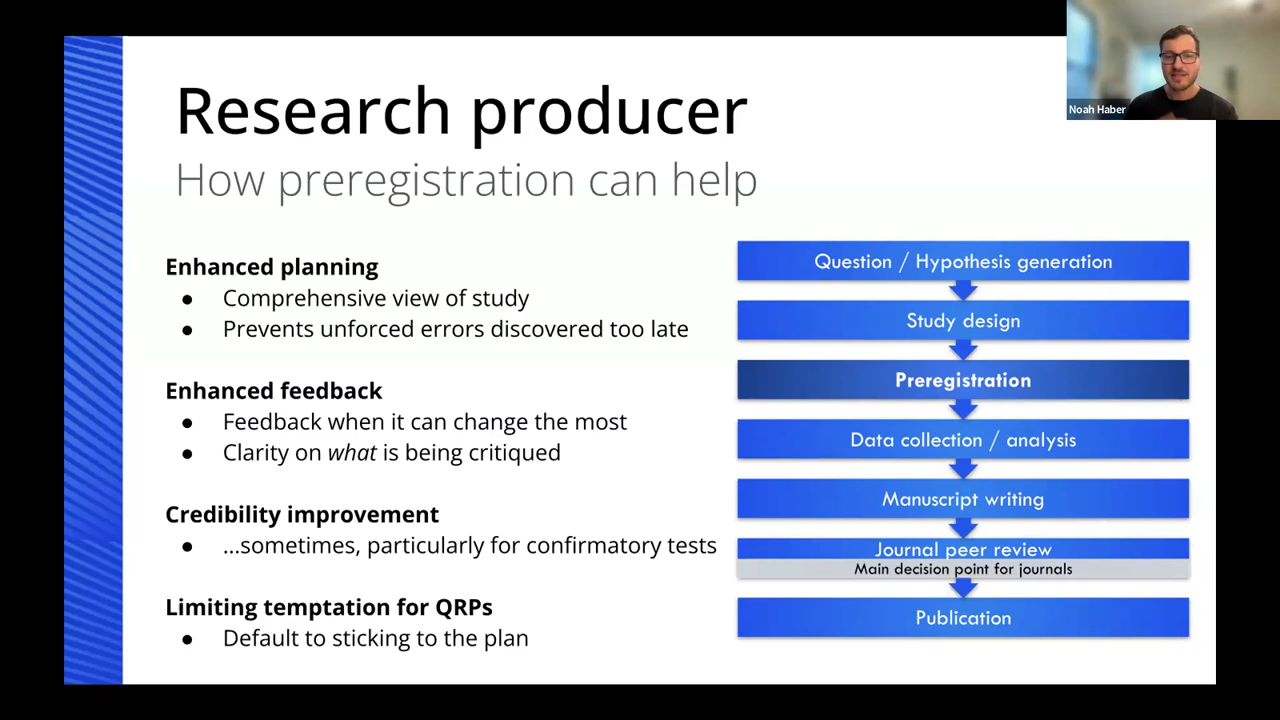 Research producer
How preregistration can help
Noah Haber
Enhanced planning
● Comprehensive view of study
● Prevents unforced errors discovered too late
Enhanced feedback
● Feedback when it can change the most
● Clarity on what is being critiqued
Credibility improvement
● ...sometimes, particularly for confirmatory tests
Limiting temptation for QRPs
● Default to sticking to the plan
Question / Hypothesis generation
Study design
Preregistration
Data collection / analysis
Manuscript writing
Journal peer review
Main decision point for journals
Publication